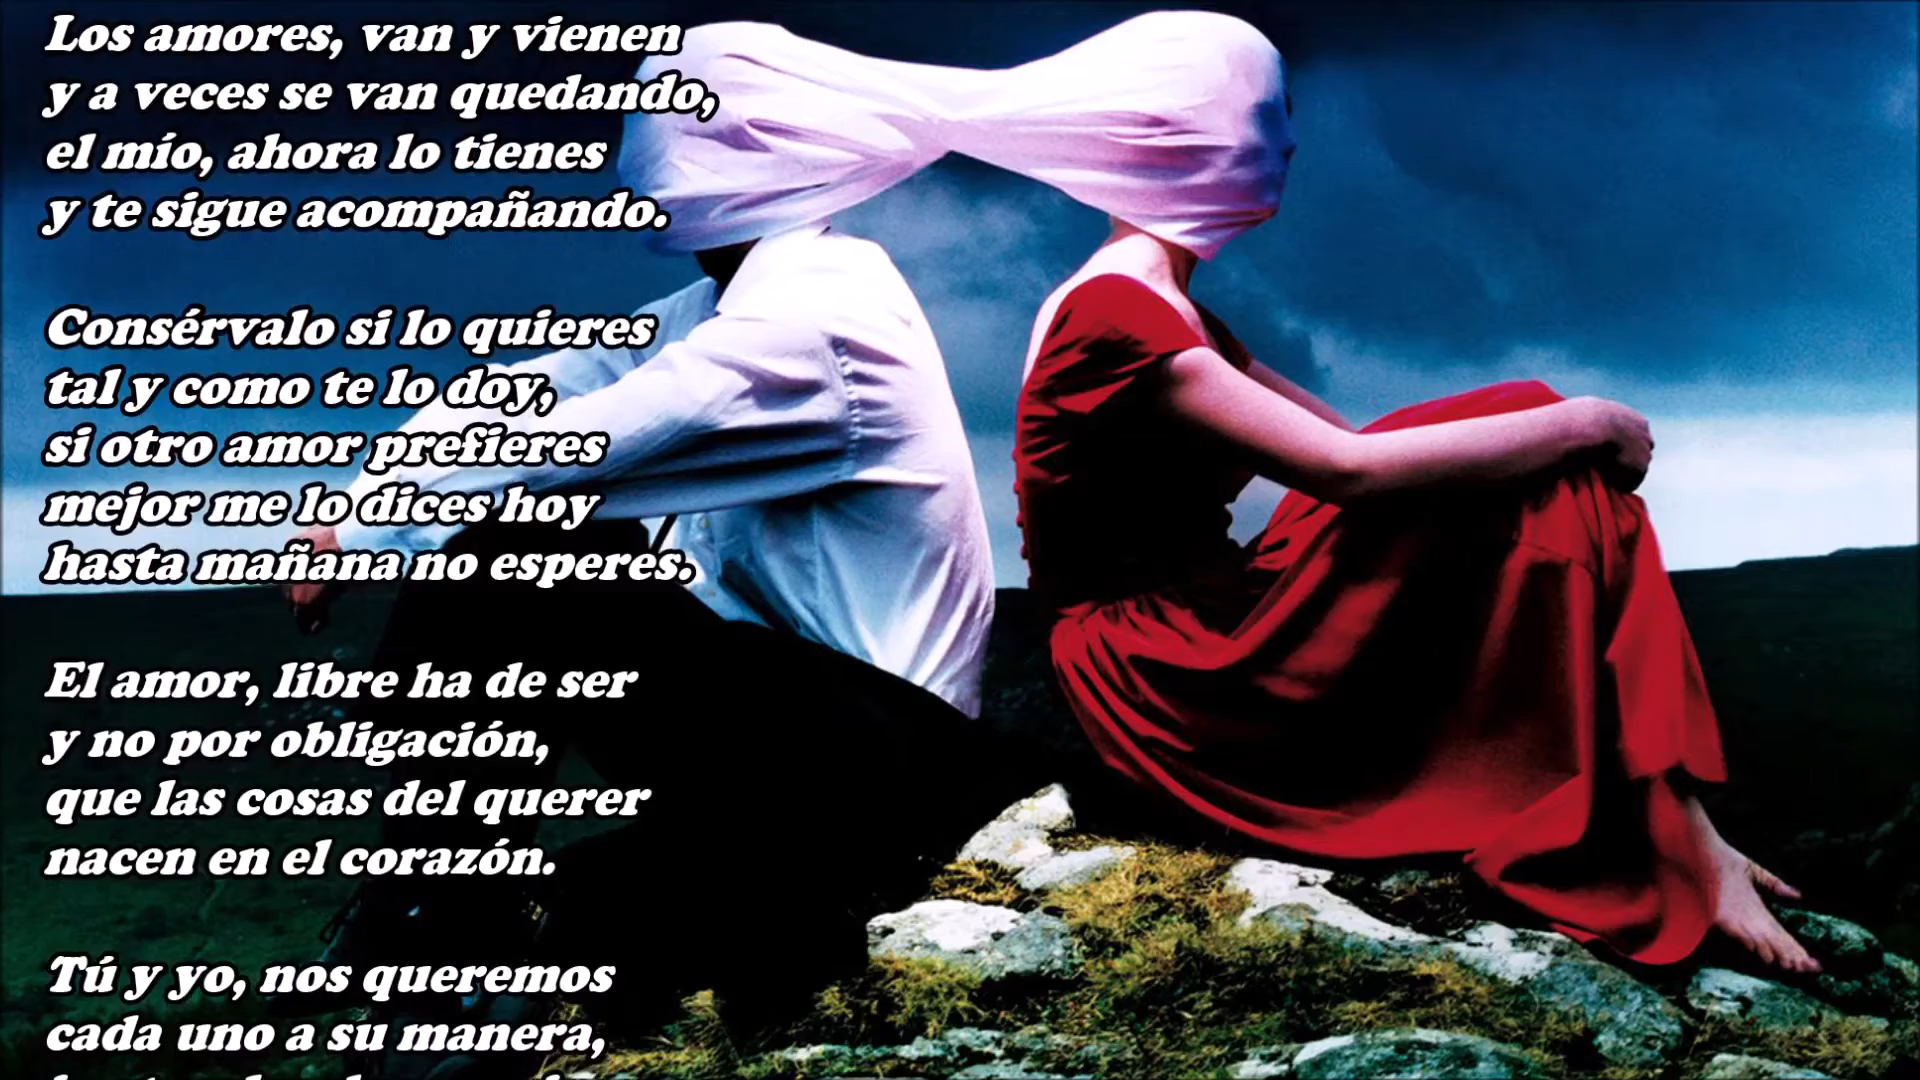 Los amores, van y vienen
y a veces se van quedando,
el mío, ahora lo tienes
y te sigue acompañando.
Consérvalo si lo quieres
tal y como te lo doy,
si otro amor prefieres
mejor me lo dices hoy
hasta mañana no esperes.
El amor, libre ha de ser
y no por obligación,
que las cosas del querer
nacen en el corazón.
Tú y yo, nos queremos
cada uno a su manera,